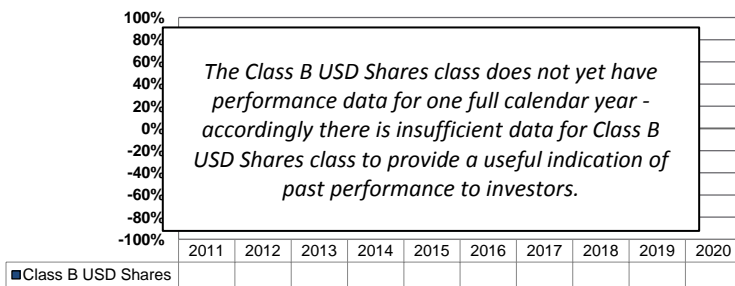 100%
80%
60%
40%
20%
0%
-20%
-40%
-60%
-80%
-100%
The Class B USD Shares class does not yet have
performance data for one full calendar year -
accordingly there is insufficient data for Class B
USD Shares class to provide a useful indication of
past performance to investors.
2011 2012 2013 2014 2015 2016 2017 2018 2019 2020
Class B USD Shares